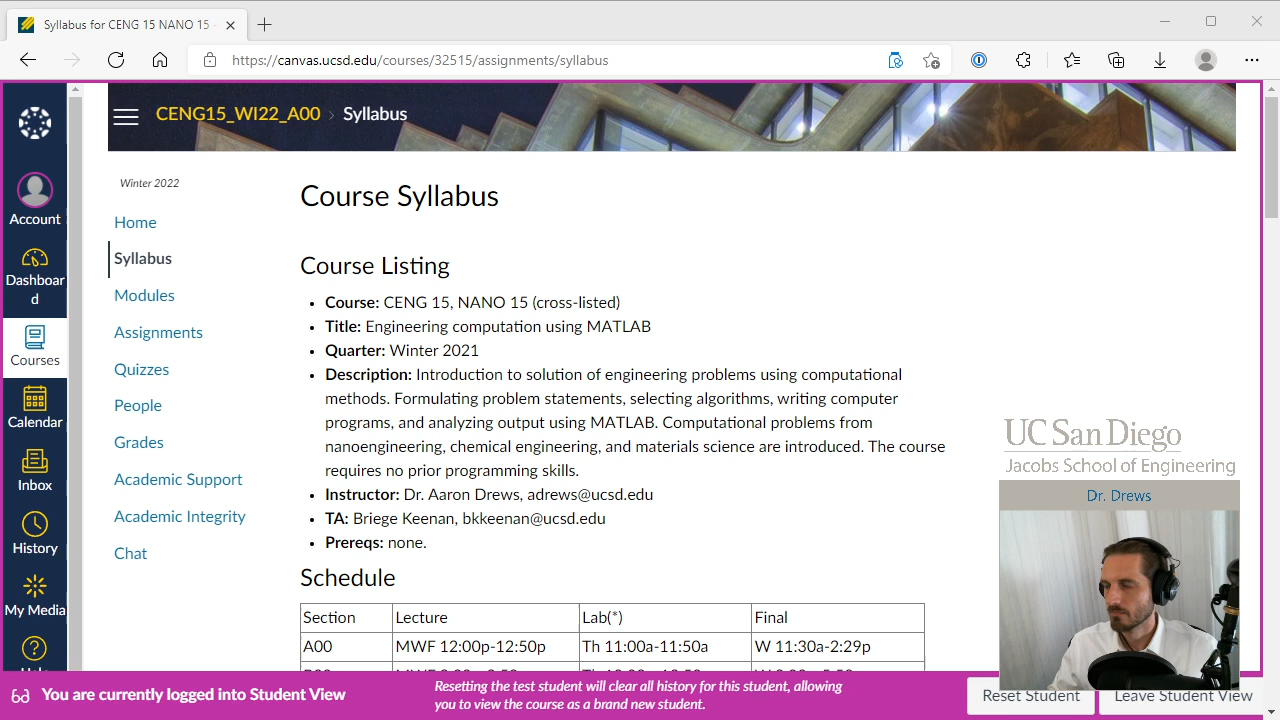 Syllabus for CENG 15 NANO 15 -
https://canvas.ucsd.edu/courses/32515/assignments/syllabus
CENG15_WI22_A00 › Syllabus
Account
Dashboar
d
Courses
Calendar
Inbox
History
My Media
Winter 2022
Home
Syllabus
Modules
Assignments
Quizzes
People
Grades
Academic Support
Academic Integrity
Chat
Course Syllabus
Course Listing
• Course: CENG 15, NANO 15 (cross-listed)
• Title: Engineering computation using MATLAB
• Quarter: Winter 2021
• Description: Introduction to solution of engineering problems using computational
methods. Formulating problem statements, selecting algorithms, writing computer
programs, and analyzing output using MATLAB. Computational problems from
nanoengineering, chemical engineering, and materials science are introduced. The course
requires no prior programming skills.
• Instructor: Dr. Aaron Drews, adrews@ucsd.edu
• TA: Briege Keenan, bkkeenan@ucsd.edu
• Prereqs: none.
Schedule
Section Lecture Lab(*) Final
A00 MWF 12:00p-12:50p Th 11:00a-11:50a W 11:30a-2:29p
UC San Diego
Jacobs School of Engineering
Dr. Drews
You are currently logged into Student View
Resetting the test student will clear all history for this student, allowing
you to view the course as a brand new student.
Reset Student
Leave Student View